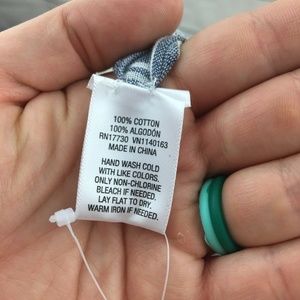 100% COTTON
100% ALGODÓN
RN17730 VN1140163
MADE IN CHINA
HAND WASH COLD
WITH LIKE COLORS.
ONLY NON-CHLORINE
BLEACH IF NEEDED.
LAY FLAT TO DRY.
WARM IRON IF NEEDED.